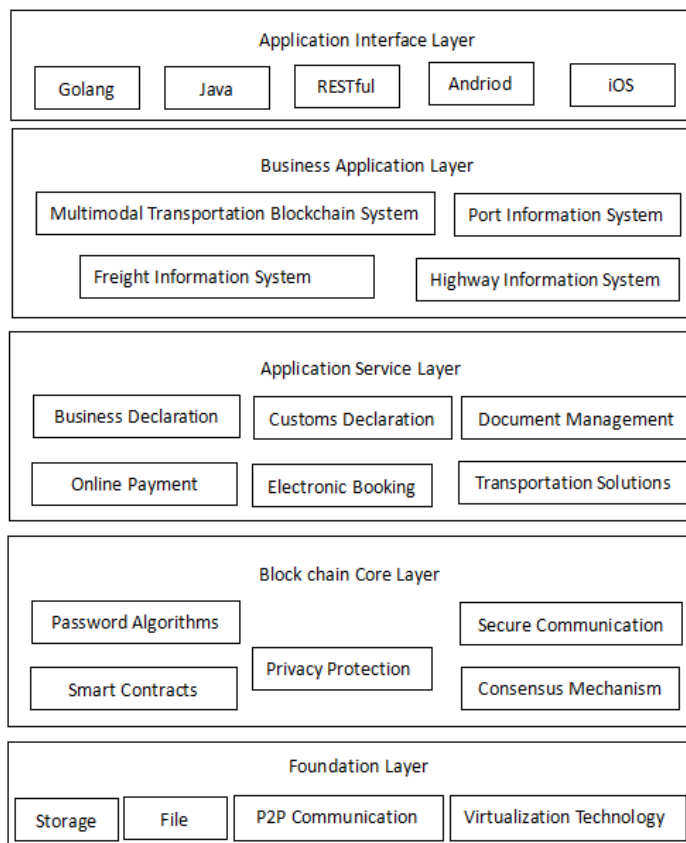 Application Interface Layer
Golang
Java
RESTful
Andriod
iOS
Business Application Layer
Multimodal Transportation Blockchain System
Port Information System
Freight Information System
Highway Information System
Application Service Layer
Business Declaration
Customs Declaration
Document Management
Online Payment
Electronic Booking
Transportation Solutions
Block chain Core Layer
Password Algorithms
Secure Communication
Privacy Protection
Smart Contracts
Consensus Mechanism
Foundation Layer
Storage
File
P2P Communication
Virtualization Technology